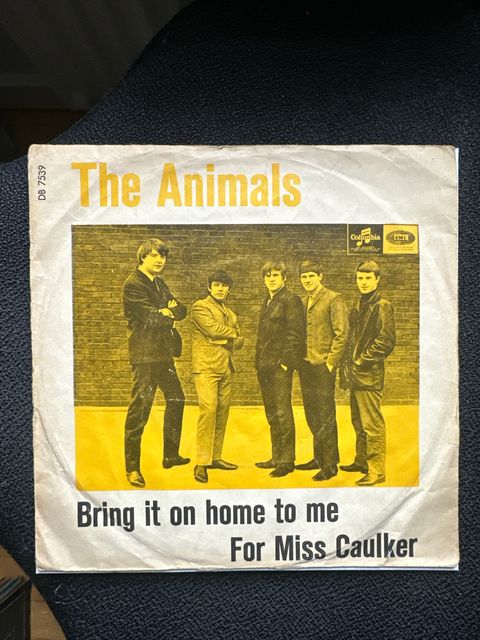 DB 7539
The Animals
Columbia
EMI
Bring it on home to me
For Miss Caulker